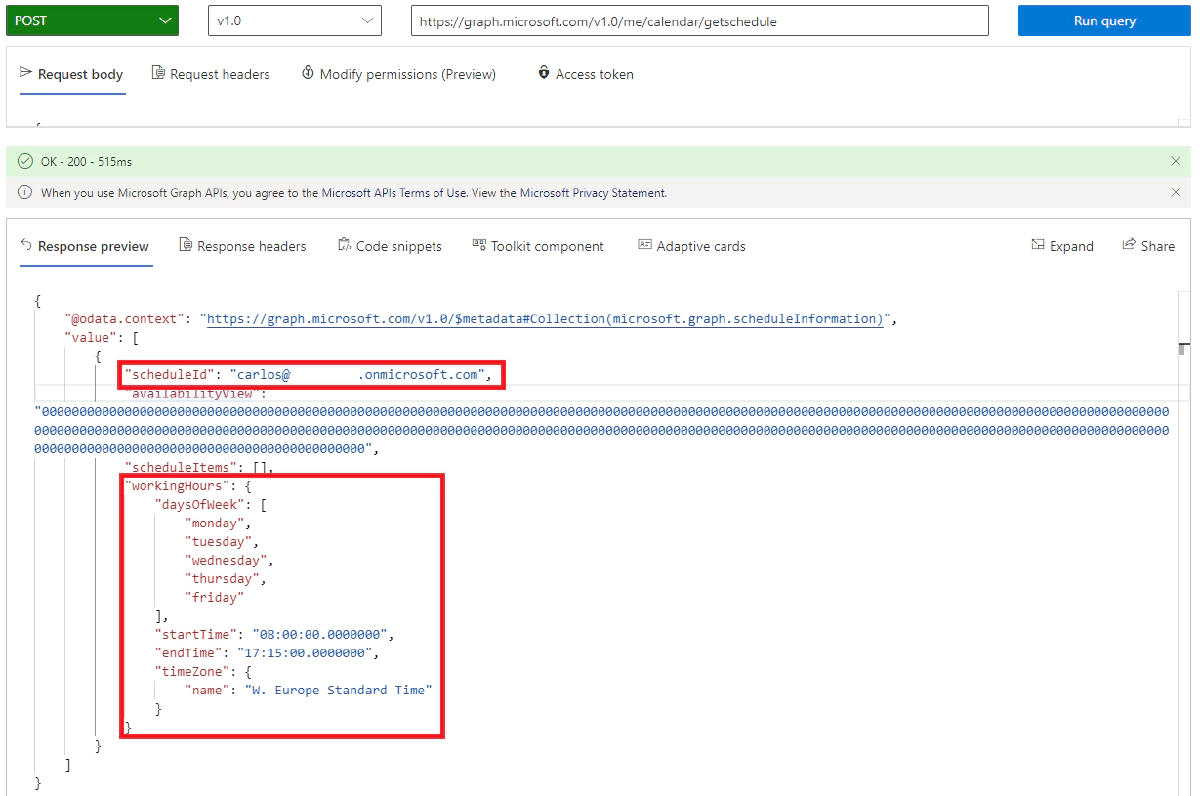 POST v1.0 https://graph.microsoft.com/v1.0/me/calendar/getschedule Run query
Request body Request headers Modify permissions (Preview) Access token
{
OK - 200 - 515ms
When you use Microsoft Graph APIs, you agree to the Microsoft APIs Terms of Use. View the Microsoft Privacy Statement.
Response preview Response headers Code snippets Toolkit component Adaptive cards Expand Share
{
"@odata.context": "https://graph.microsoft.com/v1.0/$metadata#Collection(microsoft.graph.scheduleInformation)",
"value": [
{
"scheduleId": "carlos@ .onmicrosoft.com",
"availabilityView":
"scheduleItems": [],
"workingHours": {
"daysOfWeek": [
"monday",
"tuesday",
"wednesday",
"thursday",
"friday"
],
"startTime": "08:00:00.0000000",
"endTime": "17:15:00.0000000",
"timeZone": {
"name": "W. Europe Standard Time"
}
}
}
]
}